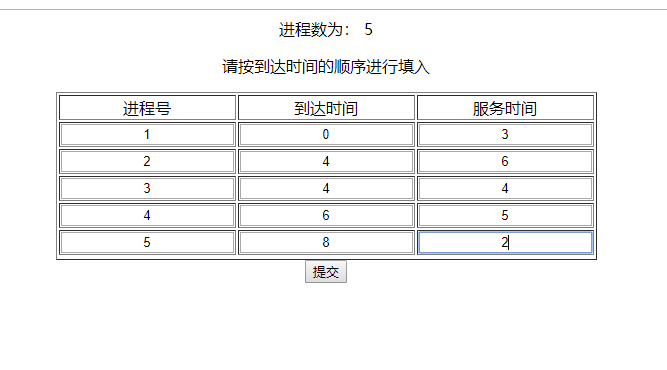 进程数为： 5
请按到达时间的顺序进行填入
进程号 到达时间 服务时间
1 0 3
2 4 6
3 4 4
4 6 5
5 8 2
提交